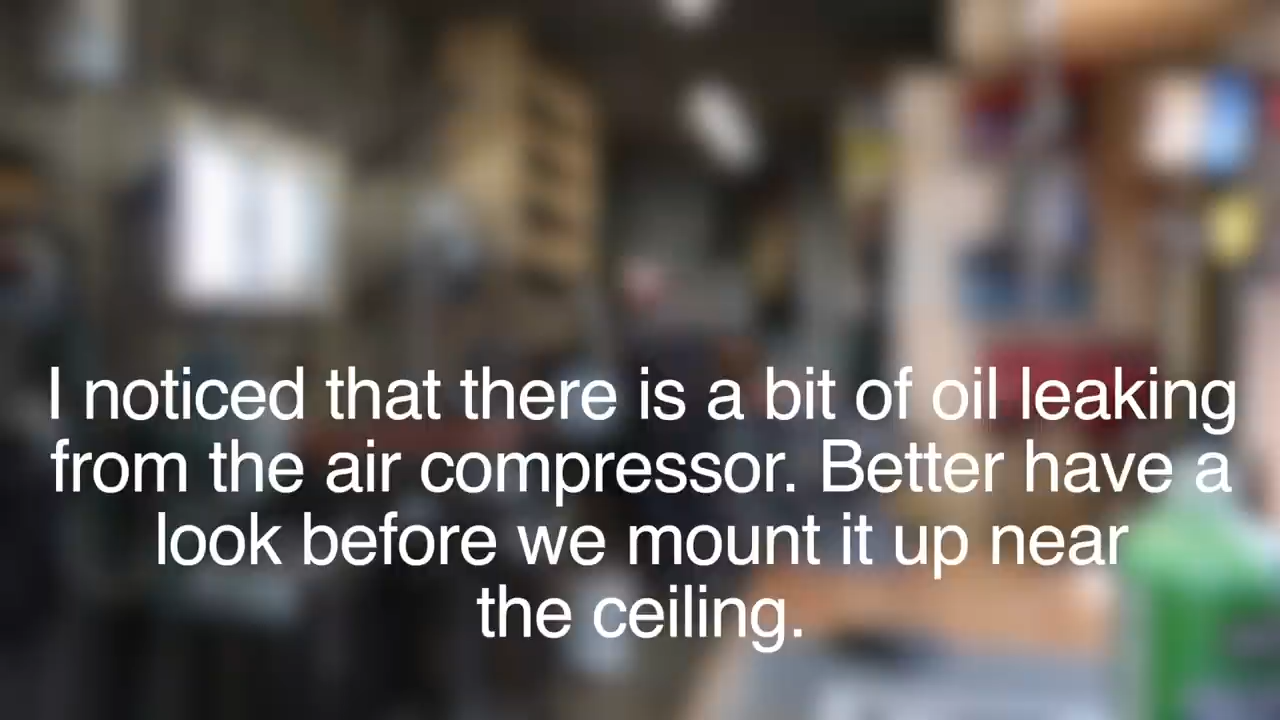 I noticed that there is a bit of oil leaking
from the air compressor. Better have a
look before we mount it up near
the ceiling.